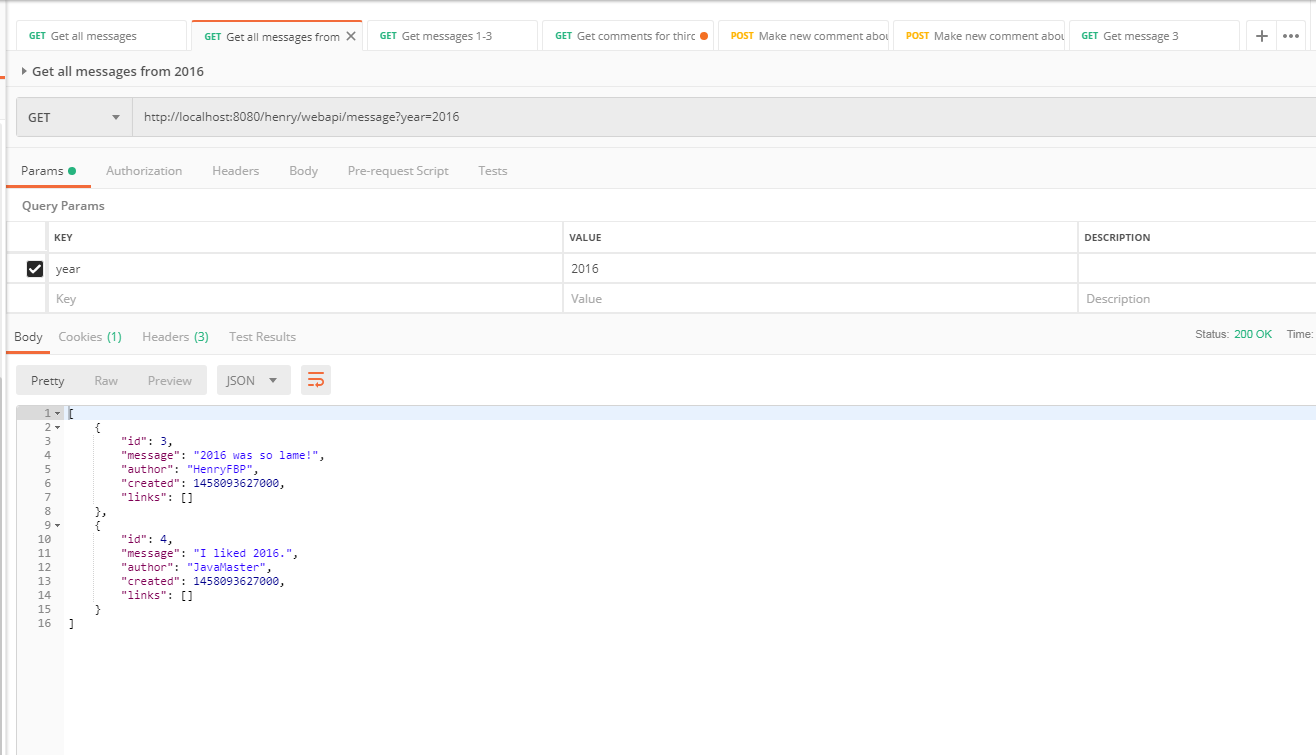 GET Get all messages GET Get all messages from GET Get messages 1-3 GET Get comments for third POST Make new comment abou POST Make new comment abou GET Get message 3
Get all messages from 2016
GET http://localhost:8080/henry/webapi/message?year=2016
Params Authorization Headers Body Pre-request Script Tests
Query Params
KEY VALUE DESCRIPTION
year 2016
Key Value Description
Body Cookies (1) Headers (3) Test Results Status: 200 OK Time:
Pretty Raw Preview JSON
1 [
2 {
3 "id": 3,
4 "message": "2016 was so lame!",
5 "author": "HenryFBP",
6 "created": 1458093627000,
7 "links": []
8 },
9 {
10 "id": 4,
11 "message": "I liked 2016.",
12 "author": "JavaMaster",
13 "created": 1458093627000,
14 "links": []
15 }
16 ]